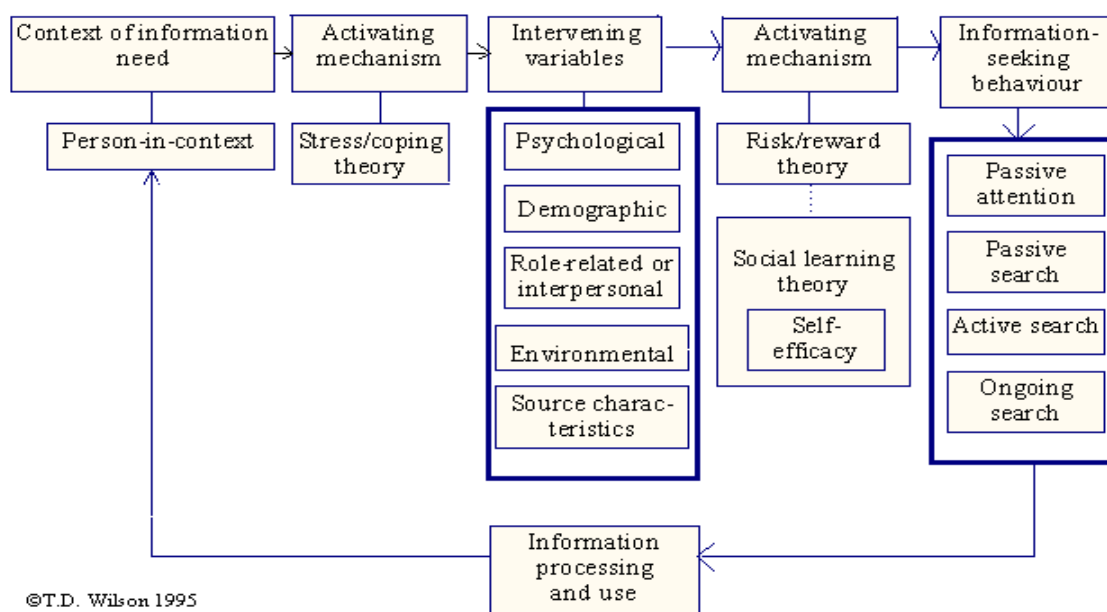 Context of information
need
Activating
mechanism
Intervening
variables
Activating
mechanism
Information-
seeking
behaviour
Person-in-context
Stress/coping
theory
Psychological
Demographic
Role-related or
interpersonal
Environmental
Source charac-
teristics
Risk/reward
theory
Social learning
theory
Self-
efficacy
Passive
attention
Passive
search
Active search
Ongoing
search
Information
processing
and use
©T.D. Wilson 1995